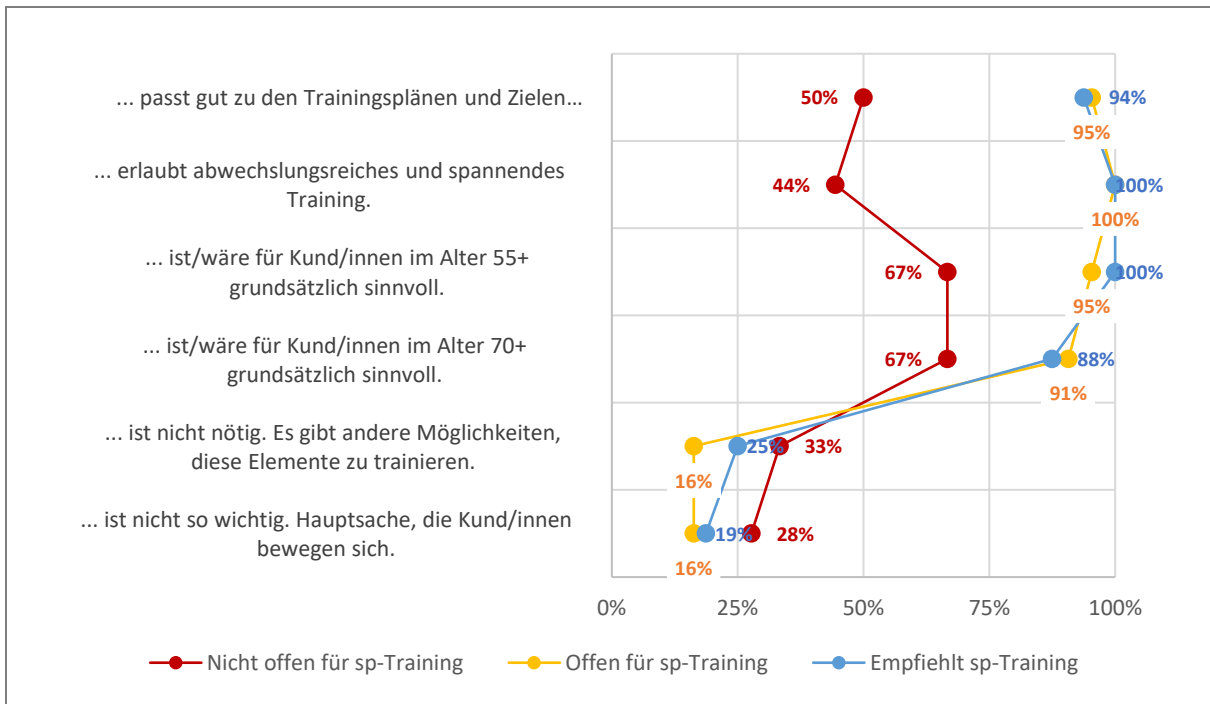 ... passt gut zu den Trainingsplänen und Zielen…
50%
94%
95%
... erlaubt abwechslungsreiches und spannendes
Training.
44%
100%
100%
... ist/wäre für Kund/innen im Alter 55+
grundsätzlich sinnvoll.
67%
100%
95%
... ist/wäre für Kund/innen im Alter 70+
grundsätzlich sinnvoll.
67%
88%
91%
... ist nicht nötig. Es gibt andere Möglichkeiten,
diese Elemente zu trainieren.
25%
33%
16%
... ist nicht so wichtig. Hauptsache, die Kund/innen
bewegen sich.
19%
28%
16%
0%
25%
50%
75%
100%
Nicht offen für sp-Training
Offen für sp-Training
Empfiehlt sp-Training